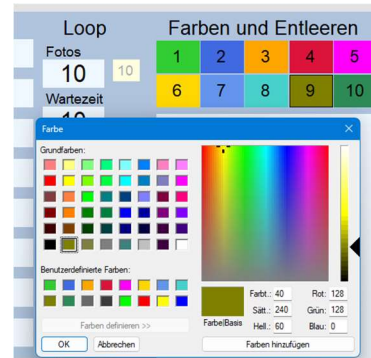 Loop
Farben und Entleeren
Fotos
10
10
1 2 3 4 5
6 7 8 9 10
Wartezeit
10
Farbe
Grundfarben:
Benutzerdefinierte Farben:
Farben definieren >>
OK
Abbrechen
Farbe|Basis
Farbt.: 40
Rot: 128
Sätt.: 240
Grün: 128
Hell.: 60
Blau: 0
Farben hinzufügen